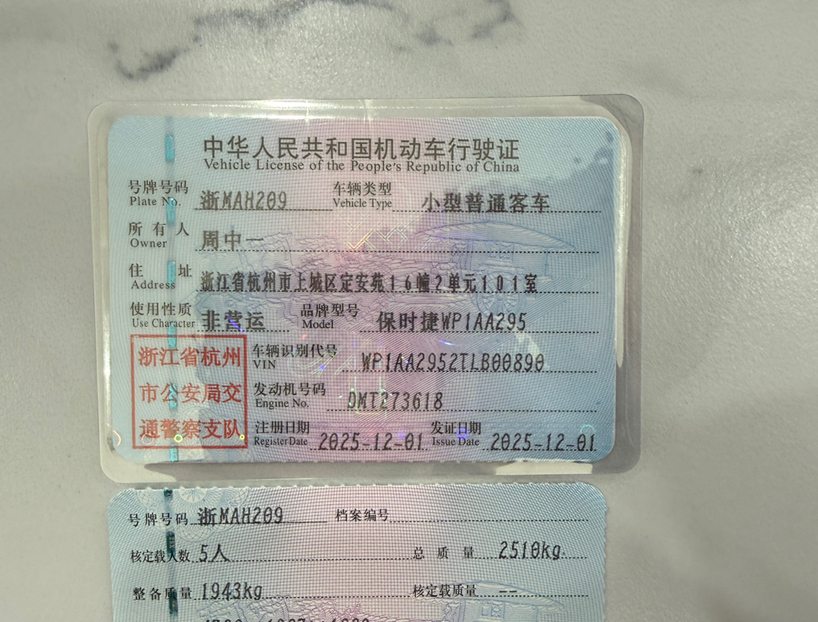 中华人民共和国机动车行驶证
Vehicle License of the People's Republic of China
号牌号码 浙MAH209 车辆类型 小型普通客车
Plate No. Vehicle Type
所有人 周中一
Owner
住址 浙江省杭州市上城区定安苑16幢2单元101室
Address
使用性质 非营运 品牌型号 保时捷WP1AA295
Use Character Model
浙江省杭州
市公安局交
通警察支队
车辆识别代号 WP1AA2952TLB00890
VIN
发动机号码 DMT273618
Engine No.
注册日期 2025-12-01 发证日期 2025-12-01
Register Date Issue Date
号牌号码 浙MAH209 档案编号
核定载人数 5人 总质量 2510kg
整备质量 1943kg 核定载质量 --